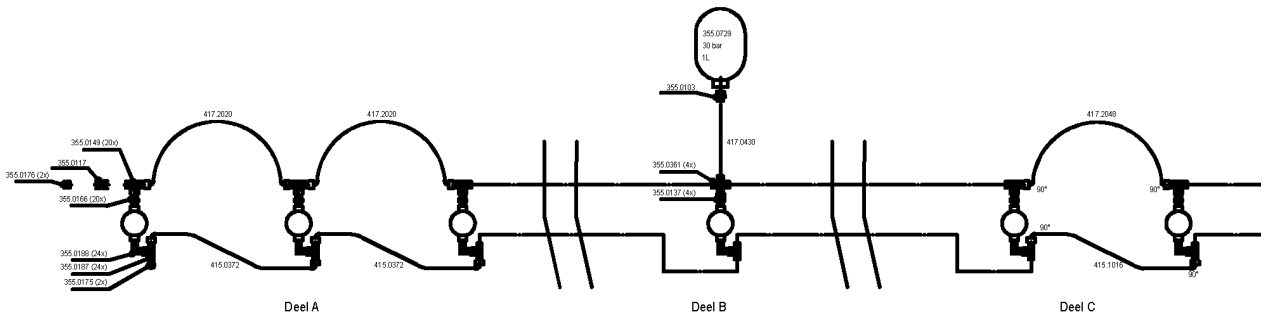 355.0729
30 bar
1L
355.0103
417.2020
417.2020
417.2048
355.0149 (20x)
355.0117
355.0176 (2x)
355.0166 (20x)
417.0430
355.0361 (4x)
355.0137 (4x)
90°
90°
90°
355.0188 (24x)
355.0187 (24x)
355.0175 (2x)
415.0372
415.0372
415.1016
90°
Deel A
Deel B
Deel C